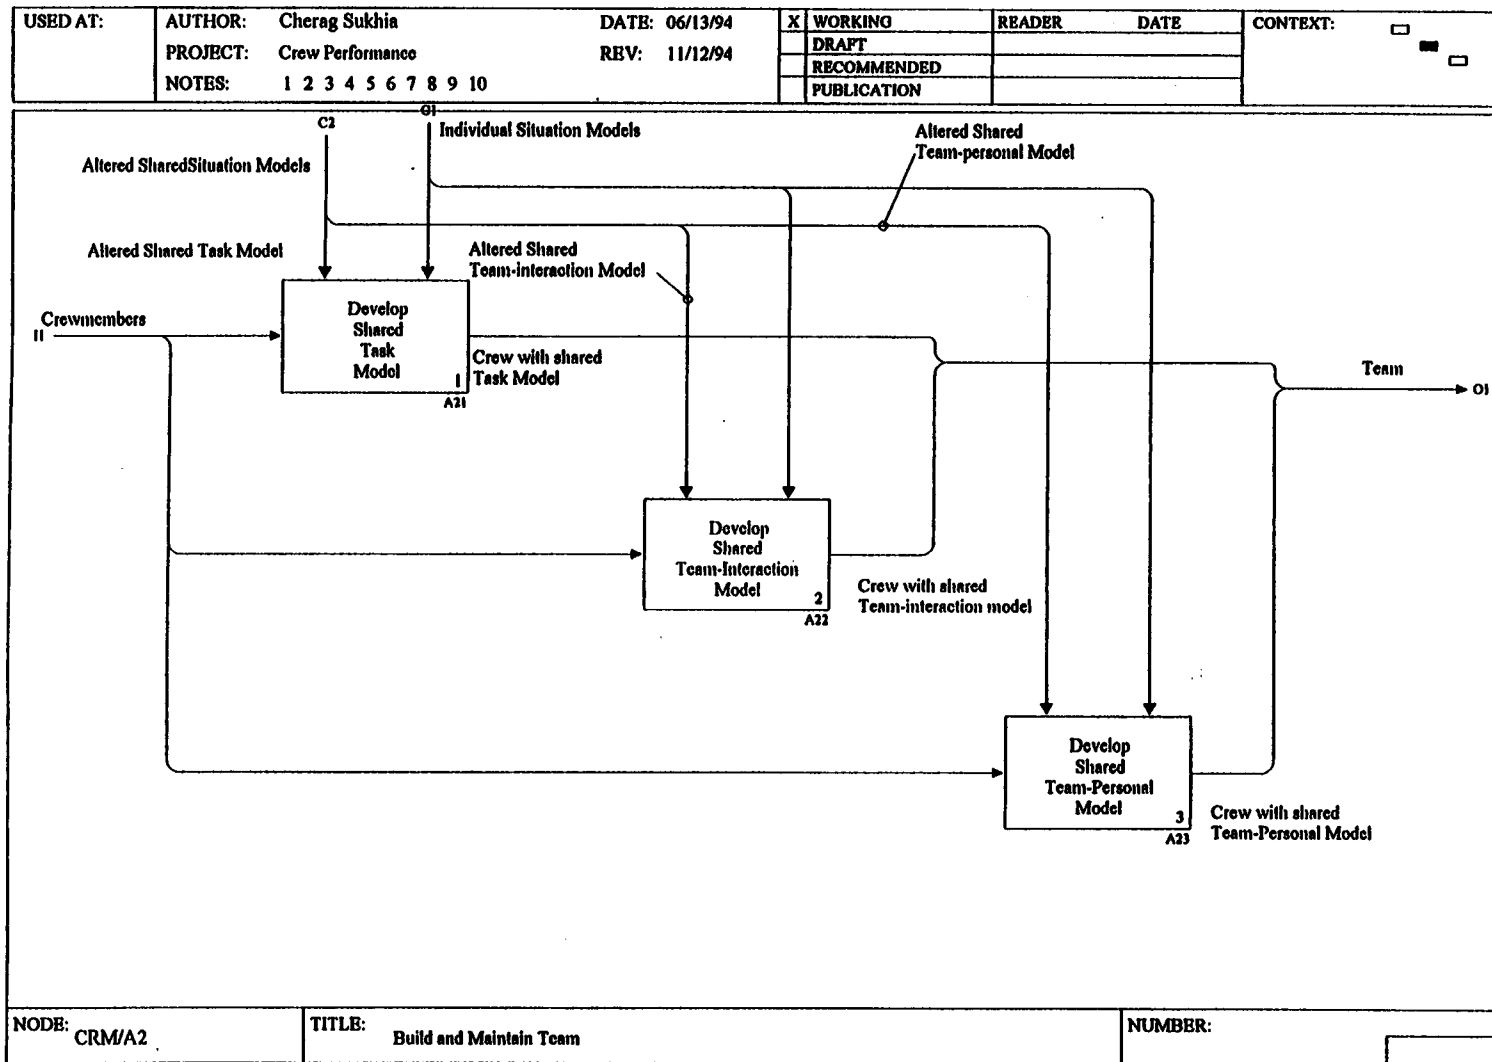 USED AT:
AUTHOR: Cherag Sukhia
DATE: 06/13/94
X WORKING
READER DATE
CONTEXT:
PROJECT: Crew Performance
REV: 11/12/94
DRAFT
RECOMMENDED
NOTES: 1 2 3 4 5 6 7 8 9 10
PUBLICATION
C2
Individual Situation Models
Altered Shared
Team-personal Model
Altered SharedSituation Models
Altered Shared Task Model
Altered Shared
Team-interaction Model
Crewmembers
I1
Develop
Shared
Task
Model
1
A21
Crew with shared
Task Model
Team
O1
Develop
Shared
Team-Interaction
Model
2
A22
Crew with shared
Team-interaction model
Develop
Shared
Team-Personal
Model
3
A23
Crew with shared
Team-Personal Model
NODE: CRM/A2
TITLE: Build and Maintain Team
NUMBER: